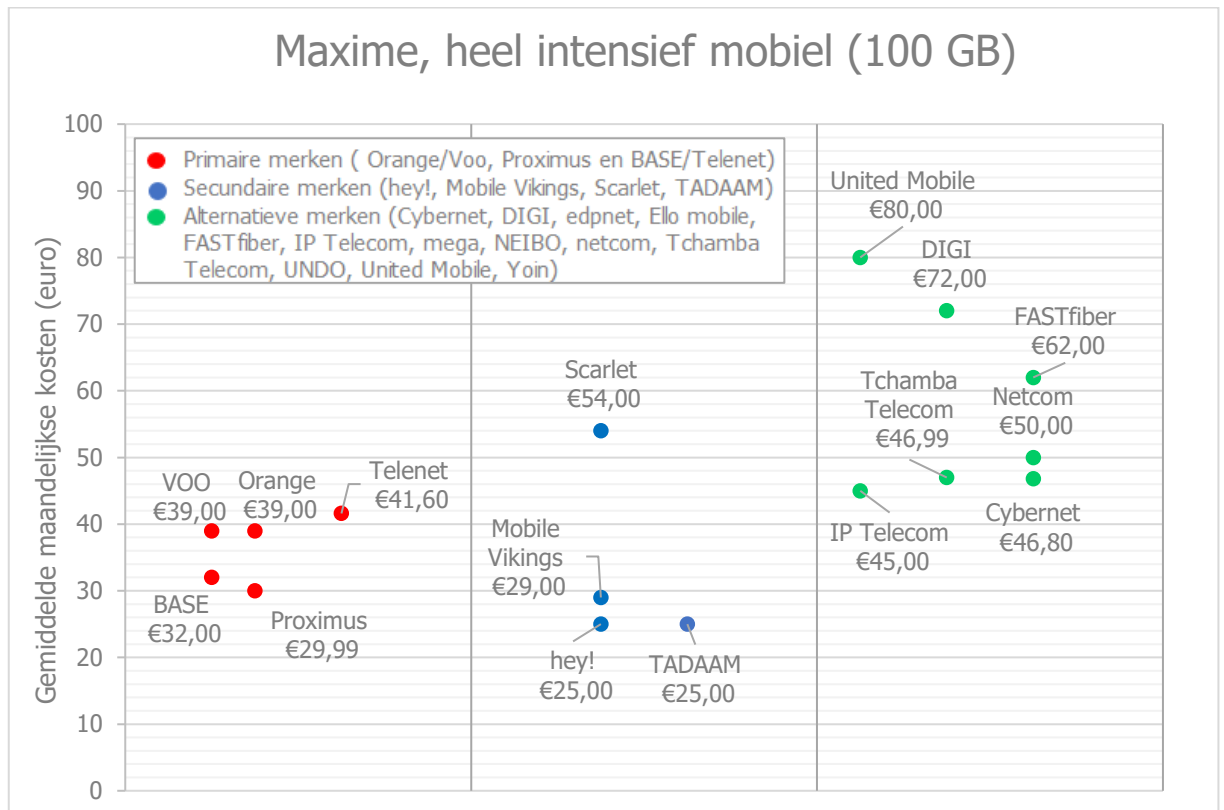 Maxime, heel intensief mobiel (100 GB)
Gemiddelde maandelijkse kosten (euro)
100
90
80
70
60
50
40
30
20
10
0
Primaire merken ( Orange/Voo, Proximus en BASE/Telenet)
Secundaire merken (hey!, Mobile Vikings, Scarlet, TADAAM)
Alternatieve merken (Cybernet, DIGI, edpnet, Ello mobile,
FASTfiber, IP Telecom, mega, NEIBO, netcom, Tchamba
Telecom, UNDO, United Mobile, Yoin)
VOO
€39,00
Orange
€39,00
Telenet
€41,60
BASE
€32,00
Proximus
€29,99
Scarlet
€54,00
Mobile
Vikings
€29,00
hey!
€25,00
TADAAM
€25,00
United Mobile
€80,00
DIGI
€72,00
FASTfiber
€62,00
Tchamba
Telecom
€46,99
Netcom
€50,00
IP Telecom
€45,00
Cybernet
€46,80